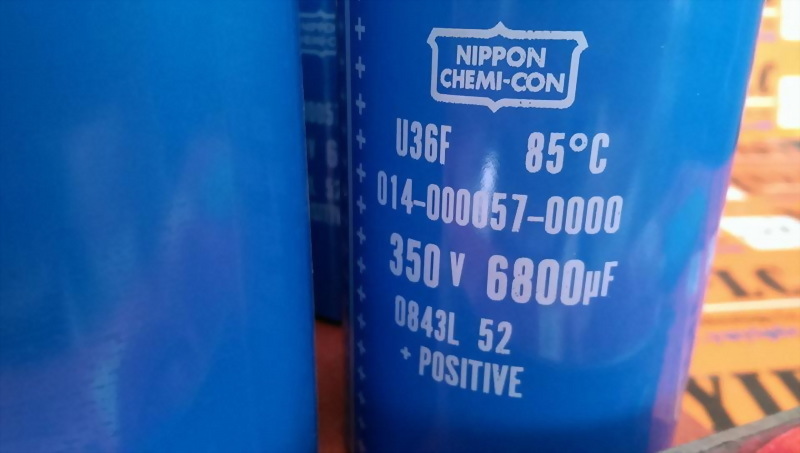 NIPPON
CHEMI-CON
U36F 85°C
014-000057-0000
350 V 6800µF
0843L 52
+ POSITIVE